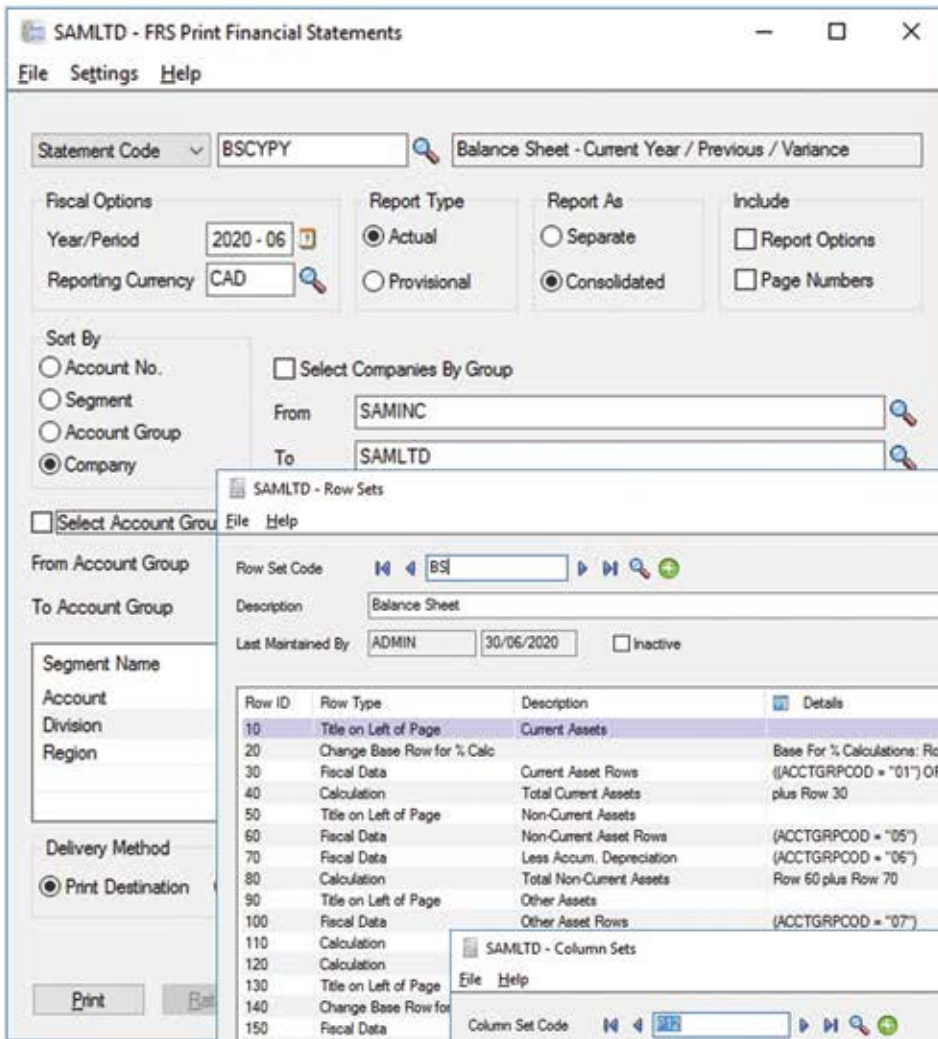 SAMLTD - FRS Print Financial Statements
File Settings Help
Statement Code BSCYPY Balance Sheet - Current Year / Previous / Variance
Fiscal Options Report Type Report As Include
Year/Period 2020 - 06 Actual Separate Report Options
Reporting Currency CAD Provisional Consolidated Page Numbers
Sort By
Account No. Select Companies By Group
Segment From SAMINC
Account Group
Company To SAMLTD
Select Account Grou
From Account Group
To Account Group
Segment Name
Account
Division
Region
Delivery Method
Print Destination
Print
SAMLTD - Row Sets
File Help
Row Set Code BS
Description Balance Sheet
Last Maintained By ADMIN 30/06/2020 Inactive
Row ID Row Type Description Details
10 Title on Left of Page Current Assets
20 Change Base Row for % Calc Base For % Calculations: Ro
30 Fiscal Data Current Asset Rows ((ACCTGRPCOD = "01") OR
40 Calculation Total Current Assets plus Row 30
50 Title on Left of Page Non-Current Assets
60 Fiscal Data Non-Current Asset Rows (ACCTGRPCOD = "05")
70 Fiscal Data Less Accum. Depreciation (ACCTGRPCOD = "06")
80 Calculation Total Non-Current Assets Row 60 plus Row 70
90 Title on Left of Page Other Assets
100 Fiscal Data Other Asset Rows (ACCTGRPCOD = "07")
110 Calculation
120 Calculation
130 Title on Left of Page
140 Change Base Row for
150 Fiscal Data
SAMLTD - Column Sets
File Help
Column Set Code